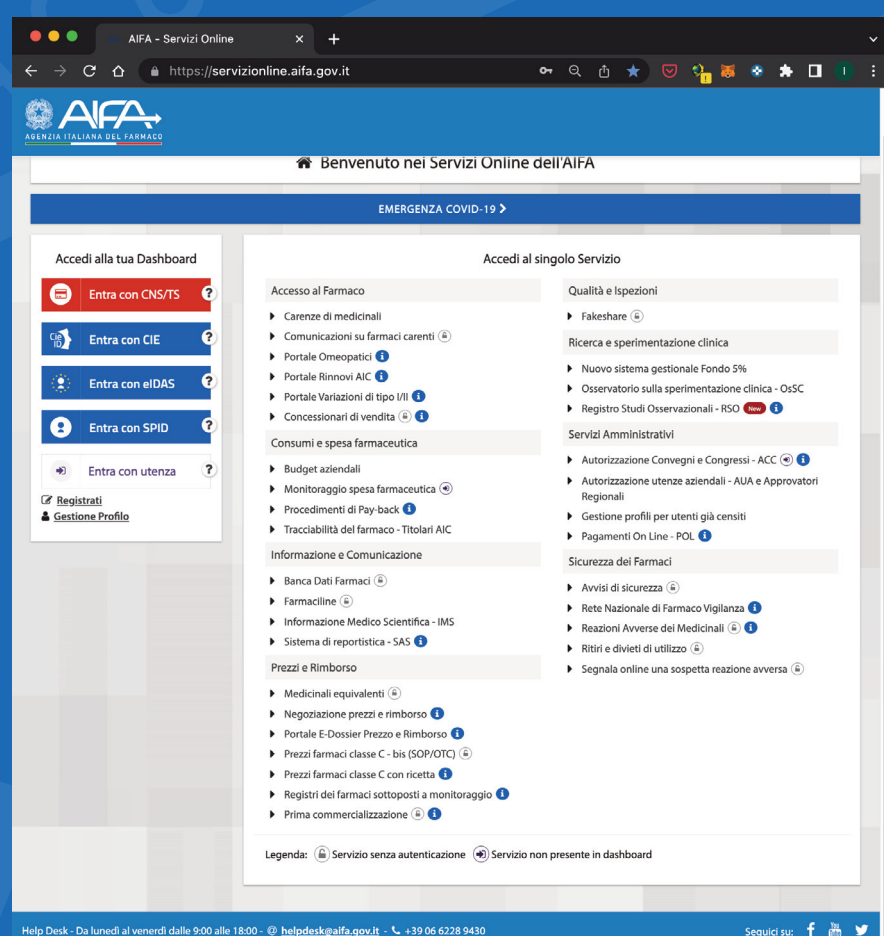 AIFA - Servizi Online
https://servizionline.aifa.gov.it
AIFA
AGENZIA ITALIANA DEL FARMACO
Benvenuto nei Servizi Online dell'AIFA
EMERGENZA COVID-19
Accedi alla tua Dashboard
Entra con CNS/TS ?
Entra con CIE ?
Entra con eIDAS ?
Entra con SPID ?
Entra con utenza ?
Registrati
Gestione Profilo
Accedi al singolo Servizio
Accesso al Farmaco
Carenze di medicinali
Comunicazioni su farmaci carenti
Portale Omeopatici
Portale Rinnovi AIC
Portale Variazioni di tipo I/II
Concessionari di vendita
Consumi e spesa farmaceutica
Budget aziendali
Monitoraggio spesa farmaceutica
Procedimenti di Pay-back
Tracciabilità del farmaco - Titolari AIC
Informazione e Comunicazione
Banca Dati Farmaci
Farmaciline
Informazione Medico Scientifica - IMS
Sistema di reportistica - SAS
Prezzi e Rimborso
Medicinali equivalenti
Negoziazione prezzi e rimborso
Portale E-Dossier Prezzo e Rimborso
Prezzi farmaci classe C - bis (SOP/OTC)
Prezzi farmaci classe C con ricetta
Registri dei farmaci sottoposti a monitoraggio
Prima commercializzazione
Qualità e Ispezioni
Fakeshare
Ricerca e sperimentazione clinica
Nuovo sistema gestionale Fondo 5%
Osservatorio sulla sperimentazione clinica - OsSC
Registro Studi Osservazionali - RSO New
Servizi Amministrativi
Autorizzazione Convegni e Congressi - ACC
Autorizzazione utenze aziendali - AUA e Approvatori
Regionali
Gestione profili per utenti già censiti
Pagamenti On Line - POL
Sicurezza dei Farmaci
Avvisi di sicurezza
Rete Nazionale di Farmaco Vigilanza
Reazioni Avverse dei Medicinali
Ritiri e divieti di utilizzo
Segnala online una sospetta reazione avversa
Legenda: Servizio senza autenticazione Servizio non presente in dashboard
Help Desk - Da lunedì al venerdì dalle 9:00 alle 18:00 - @ helpdesk@aifa.gov.it - +39 06 6228 9430
Seguici su: